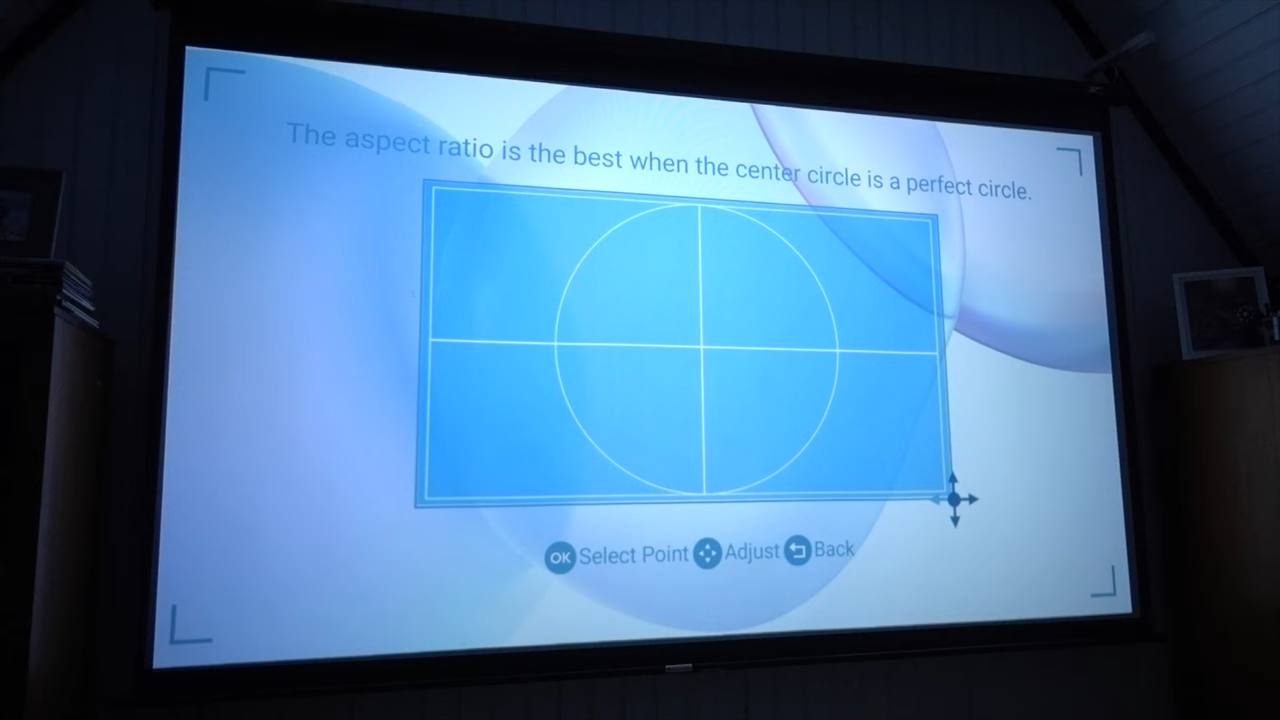 The aspect ratio is the best when the center circle is a perfect circle.
OK Select Point Adjust Back